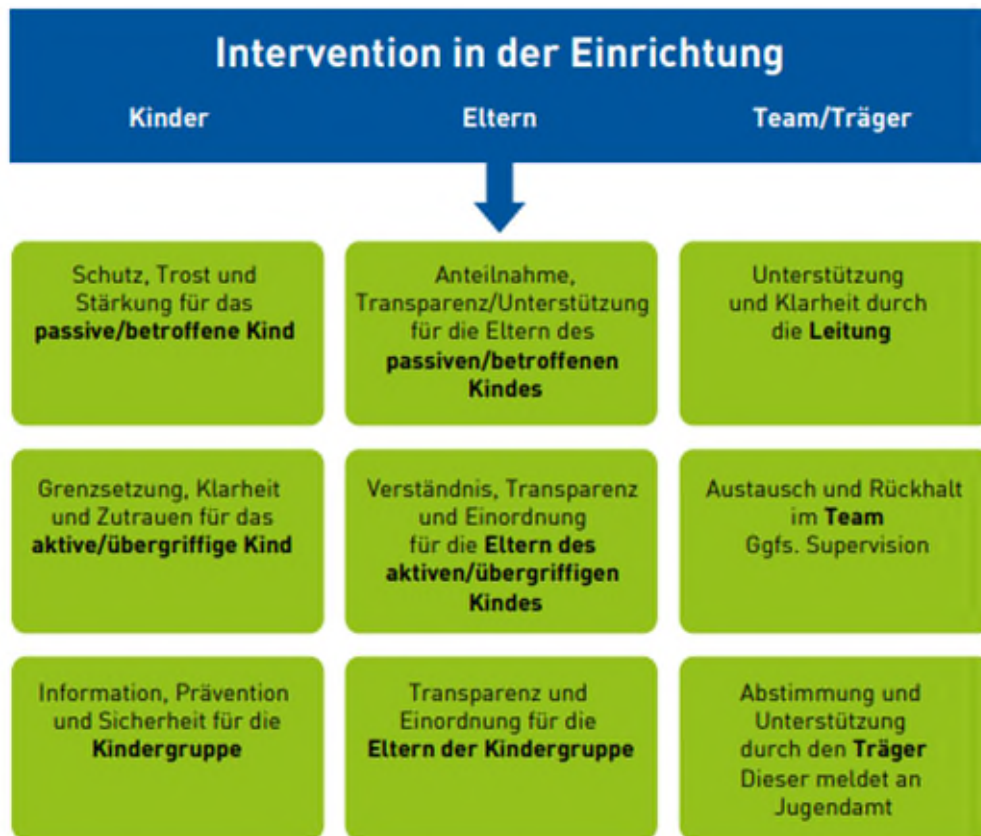 Intervention in der Einrichtung
Kinder
Eltern
Team/Träger
Schutz, Trost und
Stärkung für das
passive/betroffene Kind
Anteilnahme,
Transparenz/Unterstützung
für die Eltern des
passiven/betroffenen
Kindes
Unterstützung
und Klarheit durch
die Leitung
Grenzsetzung, Klarheit
und Zutrauen für das
aktive/übergriffige Kind
Verständnis, Transparenz
und Einordnung
für die Eltern des
aktiven/übergriffigen
Kindes
Austausch und Rückhalt
im Team
Ggfs. Supervision
Information, Prävention
und Sicherheit für die
Kindergruppe
Transparenz und
Einordnung für die
Eltern der Kindergruppe
Abstimmung und
Unterstützung
durch den Träger
Dieser meldet an
Jugendamt